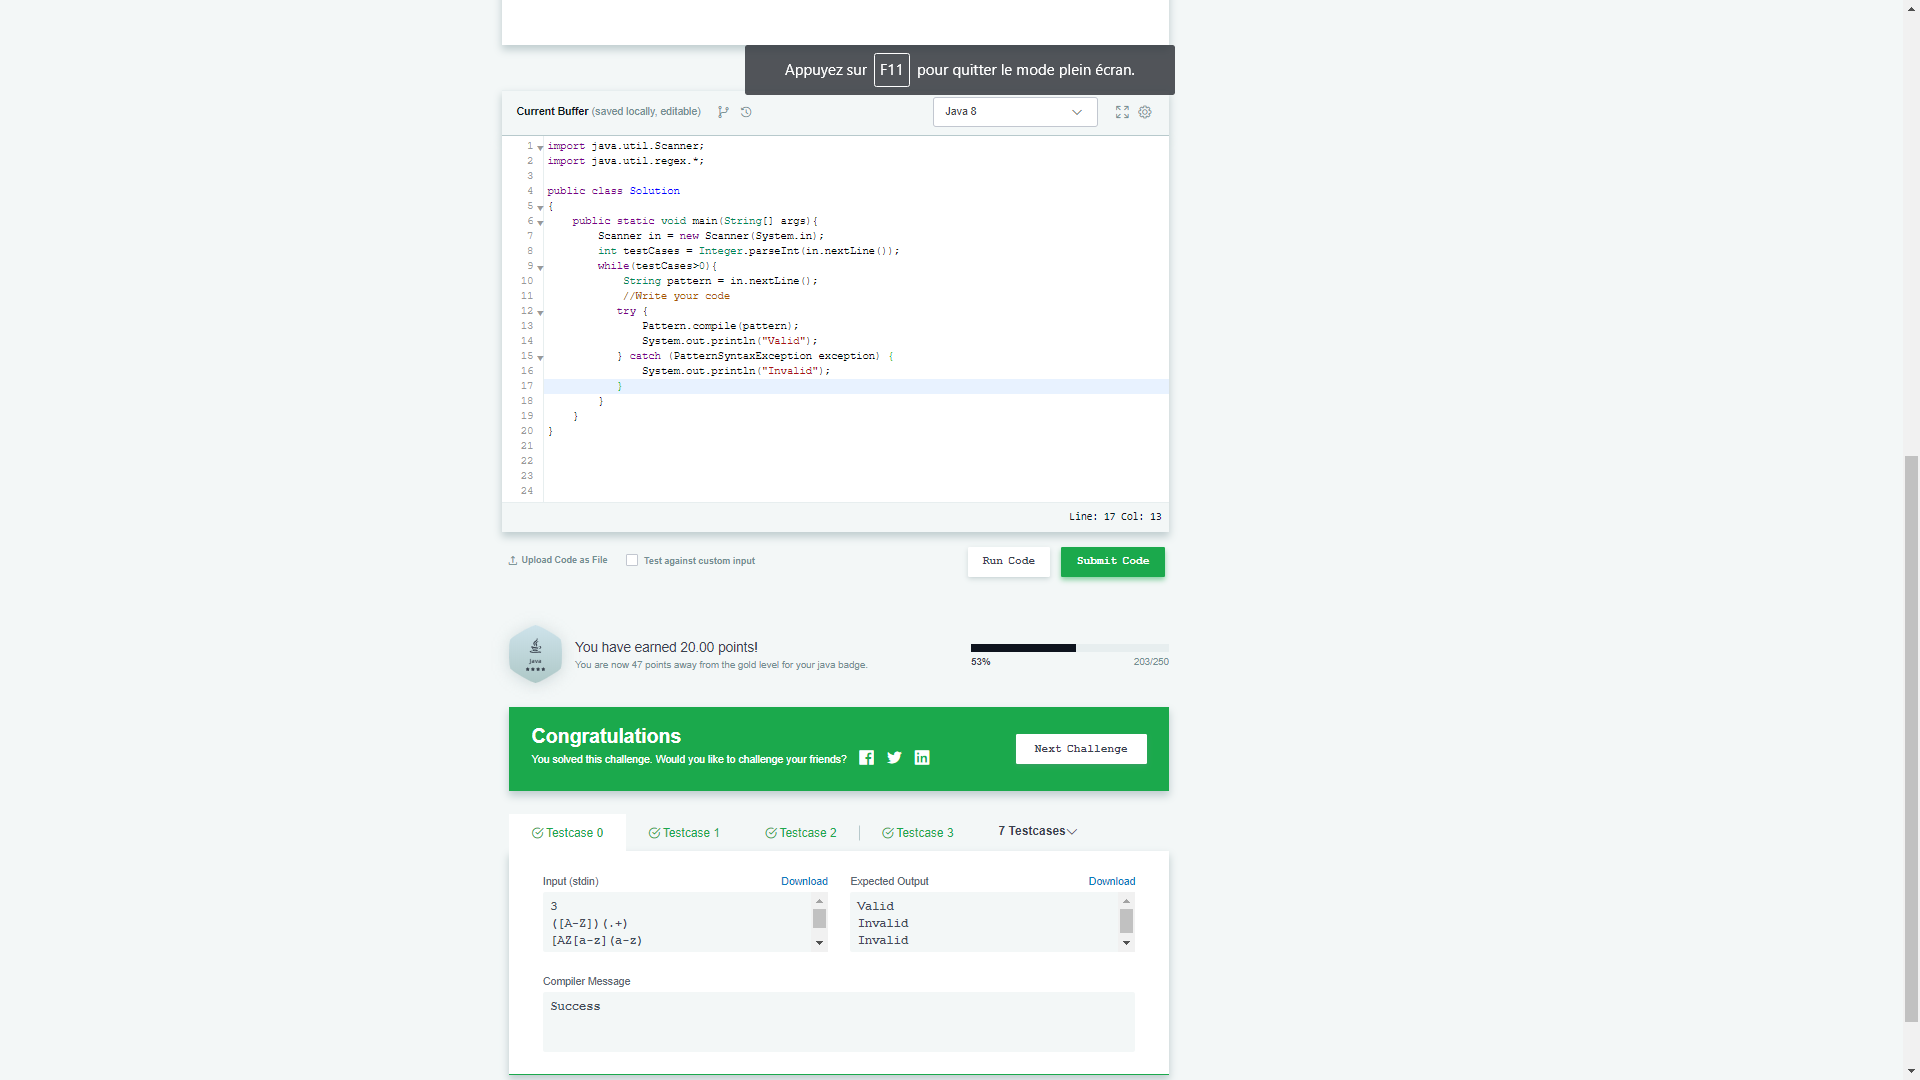 Appuyez sur F11 pour quitter le mode plein écran.
Current Buffer (saved locally, editable)
Java 8
1 import java.util.Scanner;
2 import java.util.regex.*;
3
4 public class Solution
5 {
6     public static void main(String[] args){
7         Scanner in = new Scanner(System.in);
8         int testCases = Integer.parseInt(in.nextLine());
9         while(testCases>0){
10             String pattern = in.nextLine();
11             //Write your code
12            try {
13                Pattern.compile(pattern);
14                System.out.println("Valid");
15            } catch (PatternSyntaxException exception) {
16                System.out.println("Invalid");
17            }
18         }
19     }
20 }
21
22
23
24
Line: 17 Col: 13
Upload Code as File
Test against custom input
Run Code
Submit Code
Java
You have earned 20.00 points!
You are now 47 points away from the gold level for your java badge.
53%
203/250
Congratulations
You solved this challenge. Would you like to challenge your friends?
Next Challenge
Testcase 0
Testcase 1
Testcase 2
Testcase 3
7 Testcases
Input (stdin)
Download
3
([A-Z])(.+)
[AZ[a-z](a-z)
Expected Output
Download
Valid
Invalid
Invalid
Compiler Message
Success